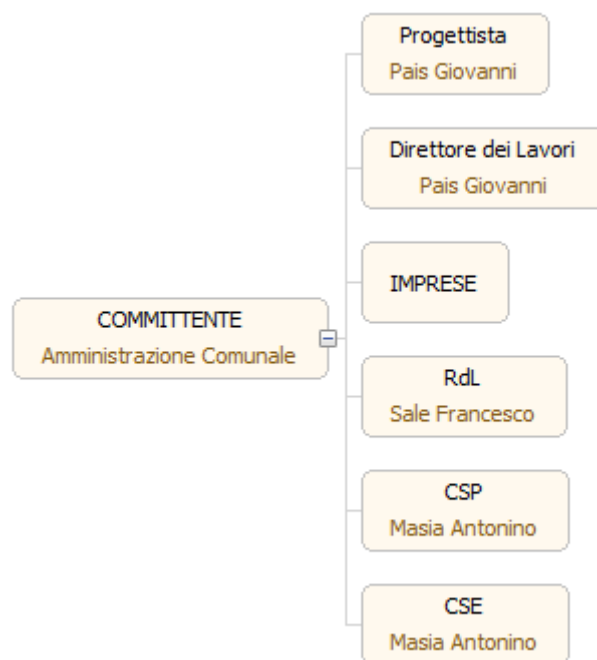 Progettista
Pais Giovanni
Direttore dei Lavori
Pais Giovanni
IMPRESE
COMMITTENTE
Amministrazione Comunale
RdL
Sale Francesco
CSP
Masia Antonino
CSE
Masia Antonino